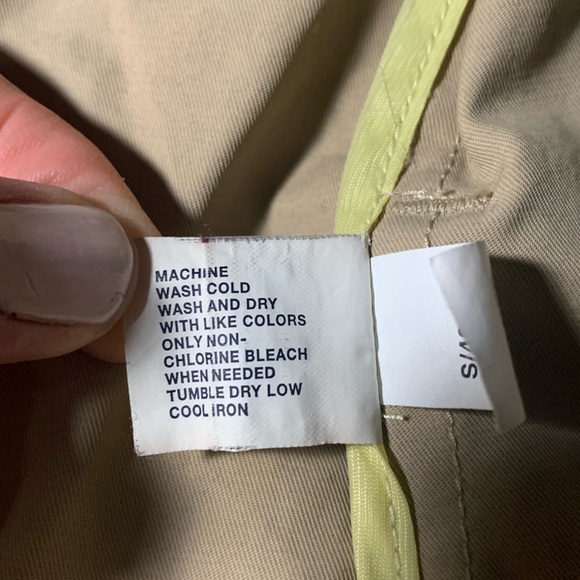 MACHINE
WASH COLD
WASH AND DRY
WITH LIKE COLORS
ONLY NON-
CHLORINE BLEACH
WHEN NEEDED
TUMBLE DRY LOW
COOL IRON